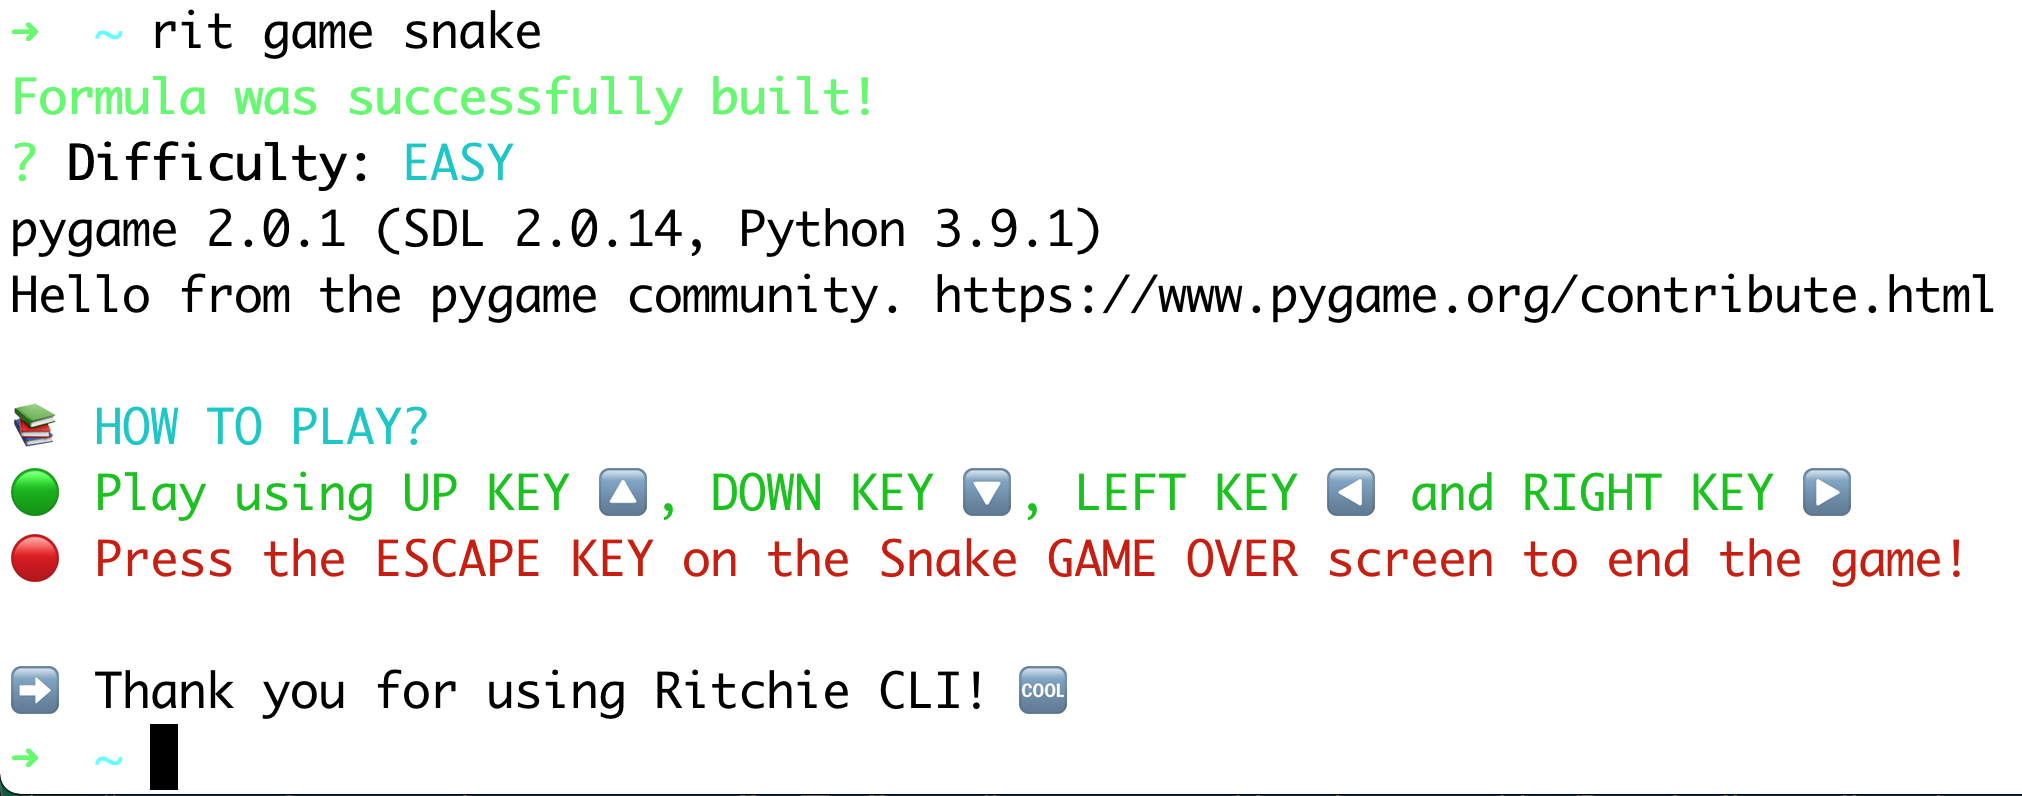 ➜  ~ rit game snake
Formula was successfully built!
? Difficulty: EASY
pygame 2.0.1 (SDL 2.0.14, Python 3.9.1)
Hello from the pygame community. https://www.pygame.org/contribute.html
📚 HOW TO PLAY?
🟢 Play using UP KEY 🔼, DOWN KEY 🔽, LEFT KEY ◀️ and RIGHT KEY ▶️
🔴 Press the ESCAPE KEY on the Snake GAME OVER screen to end the game!
➡️ Thank you for using Ritchie CLI! 🆒
➜  ~